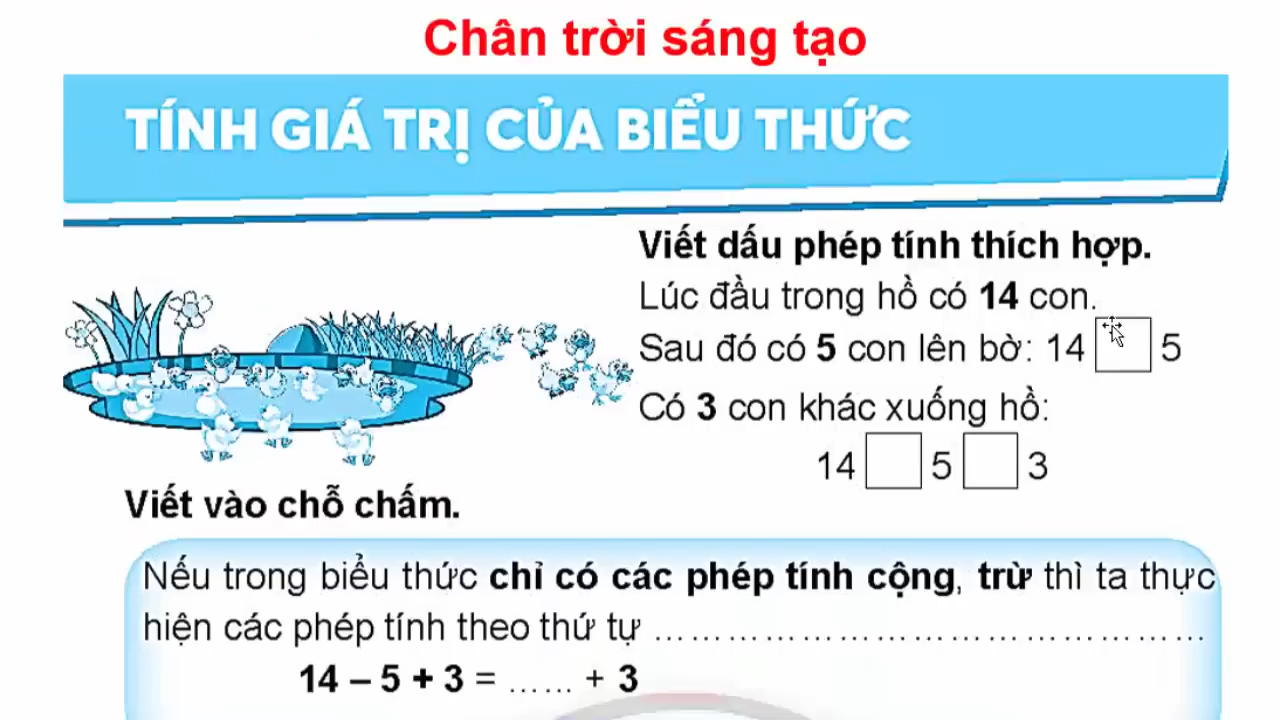 Chân trời sáng tạo
TÍNH GIÁ TRỊ CỦA BIỂU THỨC
Viết dấu phép tính thích hợp.
Lúc đầu trong hồ có 14 con.
Sau đó có 5 con lên bờ: 14 □ 5
Có 3 con khác xuống hồ:
14 □ 5 □ 3
Viết vào chỗ chấm.
Nếu trong biểu thức chỉ có các phép tính cộng, trừ thì ta thực
hiện các phép tính theo thứ tự ........................................
14 – 5 + 3 = ...... + 3